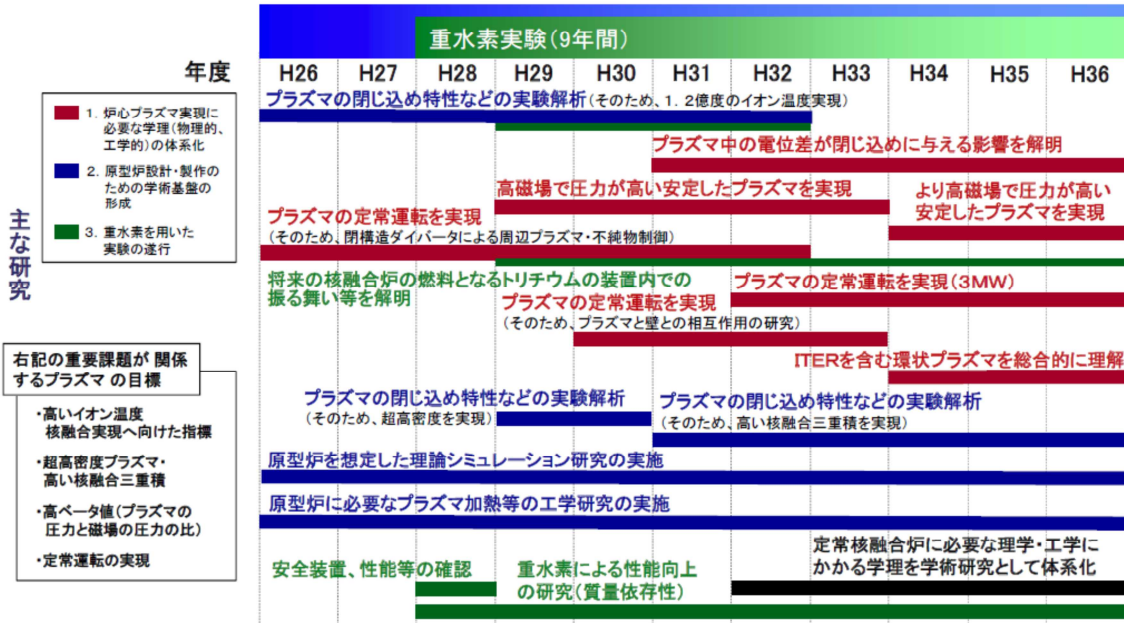 重水素実験(9年間)
年度
H26 H27 H28 H29 H30 H31 H32 H33 H34 H35 H36
主な研究
1. 炉心プラズマ実現に
必要な学理(物理的、
工学的)の体系化
2. 原型炉設計・製作の
ための学術基盤の
形成
3. 重水素を用いた
実験の遂行
プラズマの閉じ込め特性などの実験解析(そのため、1. 2億度のイオン温度実現)
プラズマ中の電位差が閉じ込めに与える影響を解明
高磁場で圧力が高い安定したプラズマを実現
より高磁場で圧力が高い
安定したプラズマを実現
プラズマの定常運転を実現
(そのため、閉構造ダイバータによる周辺プラズマ・不純物制御)
将来の核融合炉の燃料となるトリチウムの装置内での
振る舞い等を解明
プラズマの定常運転を実現(3MW)
プラズマの定常運転を実現
(そのため、プラズマと壁との相互作用の研究)
ITERを含む環状プラズマを総合的に理解
プラズマの閉じ込め特性などの実験解析
(そのため、超高密度を実現)
プラズマの閉じ込め特性などの実験解析
(そのため、高い核融合三重積を実現)
原型炉を想定した理論シミュレーション研究の実施
原型炉に必要なプラズマ加熱等の工学研究の実施
安全装置、性能等の確認
重水素による性能向上
の研究(質量依存性)
定常核融合炉に必要な理学・工学に
かかる学理を学術研究として体系化
右記の重要課題が 関係
するプラズマ の目標
・高いイオン温度
核融合実現へ向けた指標
・超高密度プラズマ・
高い核融合三重積
・高ベータ値(プラズマの
圧力と磁場の圧力の比)
・定常運転の実現